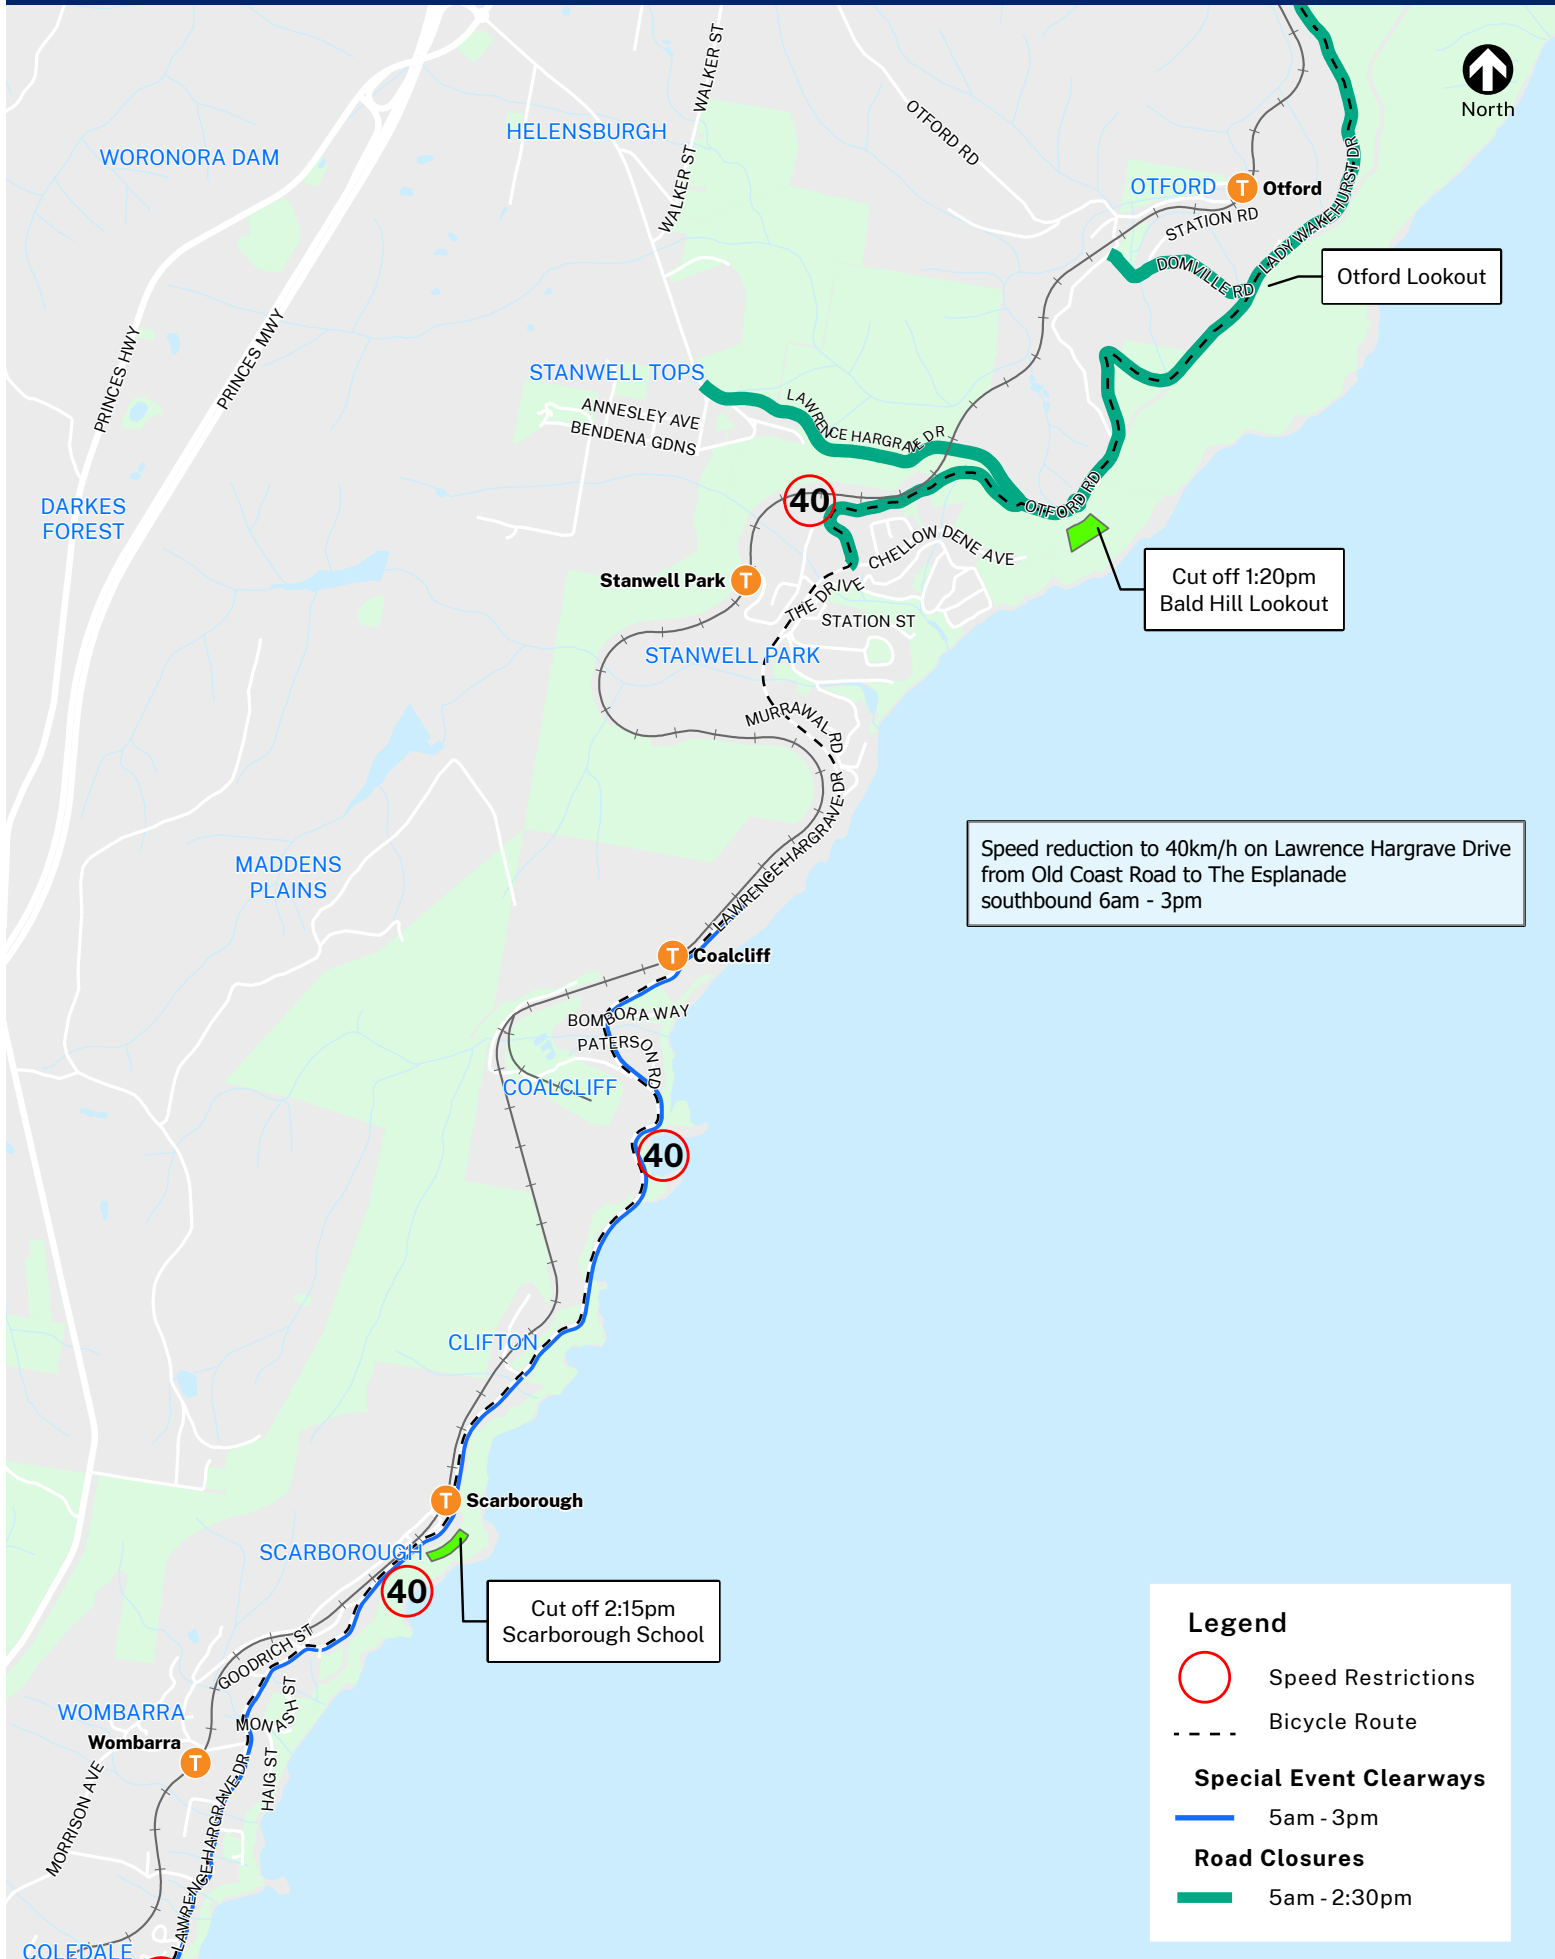 North
WALKER ST
OTFORD RD
HELENSBURGH
WORONORA DAM
WALKER ST
LADY WAKEHURST DR
OTFORD
Otford
STATION RD
DOMVILLE RD
Otford Lookout
PRINCES HWY
PRINCES MWY
STANWELL TOPS
ANNESLEY AVE
BENDENA GDNS
LAWRENCE HARGRAVE DR
DARKES
FOREST
40
OTFORD RD
CHELLOW DENE AVE
Cut off 1:20pm
Bald Hill Lookout
Stanwell Park
THE DRIVE
STATION ST
STANWELL PARK
MURRAWAL RD
LAWRENCE HARGRAVE DR
MADDENS
PLAINS
Speed reduction to 40km/h on Lawrence Hargrave Drive
from Old Coast Road to The Esplanade
southbound 6am - 3pm
Coalcliff
BOMBORA WAY
PATERSON RD
COALCLIFF
40
CLIFTON
Scarborough
SCARBOROUGH
40
Cut off 2:15pm
Scarborough School
GOODRICH ST
WOMBARRA
MONASH ST
Wombarra
HAIG ST
MORRISON AVE
LAWRENCE HARGRAVE DR
COLEDALE
Legend
Speed Restrictions
Bicycle Route
Special Event Clearways
5am - 3pm
Road Closures
5am - 2:30pm